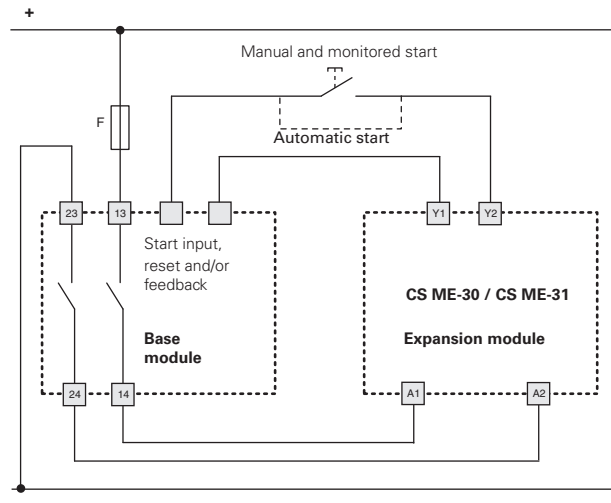 +
Manual and monitored start
F
Automatic start
23
13
Y1
Y2
Start input,
reset and/or
feedback
CS ME-30 / CS ME-31
Base
module
Expansion module
24
14
A1
A2